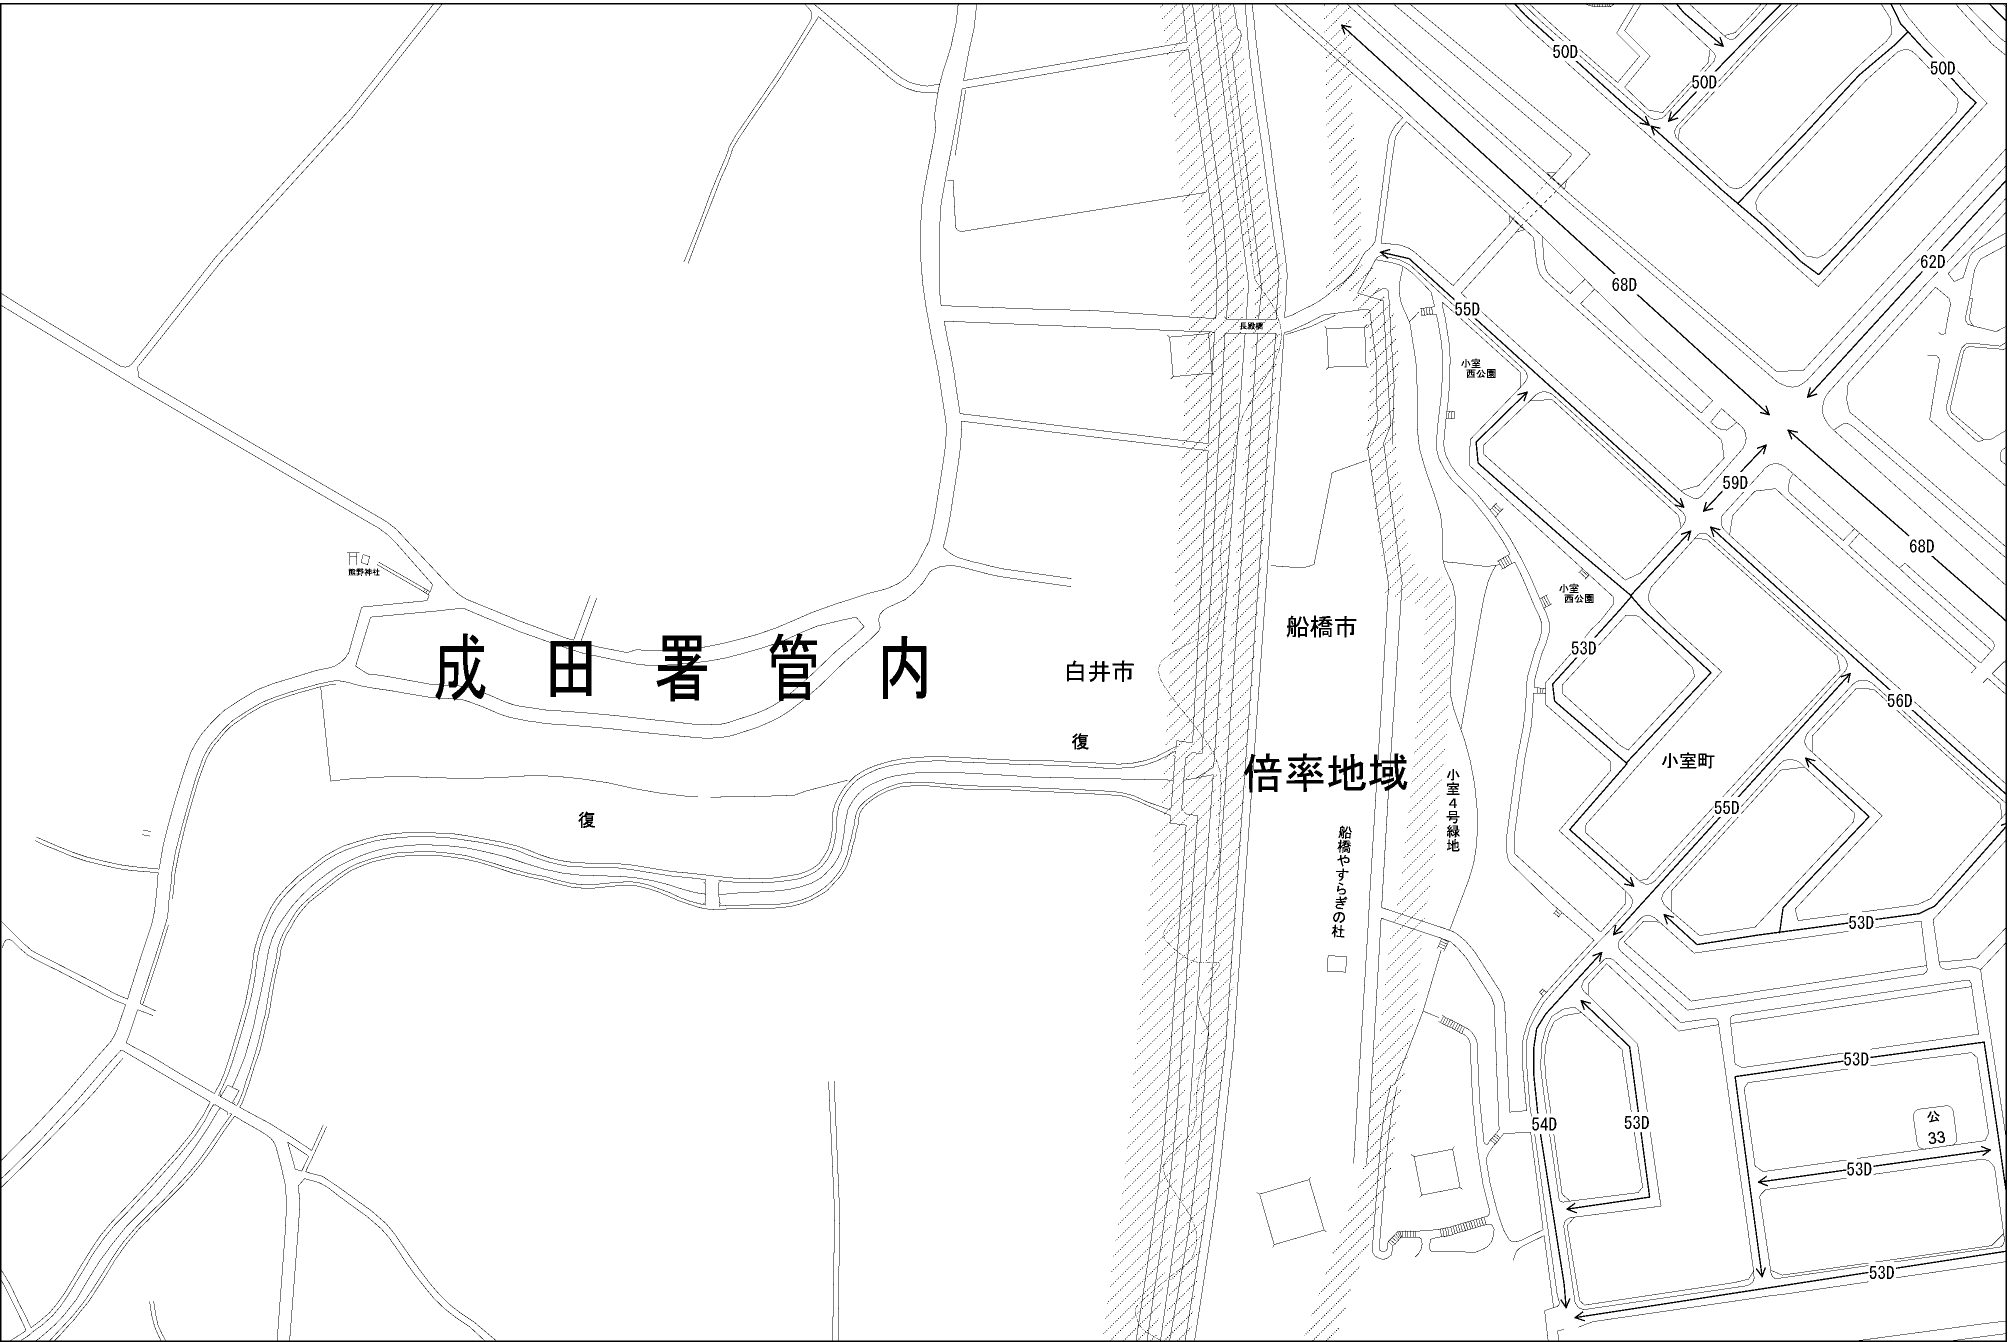 50D
50D
50D
62D
68D
55D
長殿橋
小室
西公園
59D
68D
熊野神社
小室
西公園
船橋市
成田署管内
白井市
53D
56D
復
小室町
倍率地域
小室4号緑地
55D
復
船橋やすらぎの杜
53D
53D
公
33
54D
53D
53D
53D